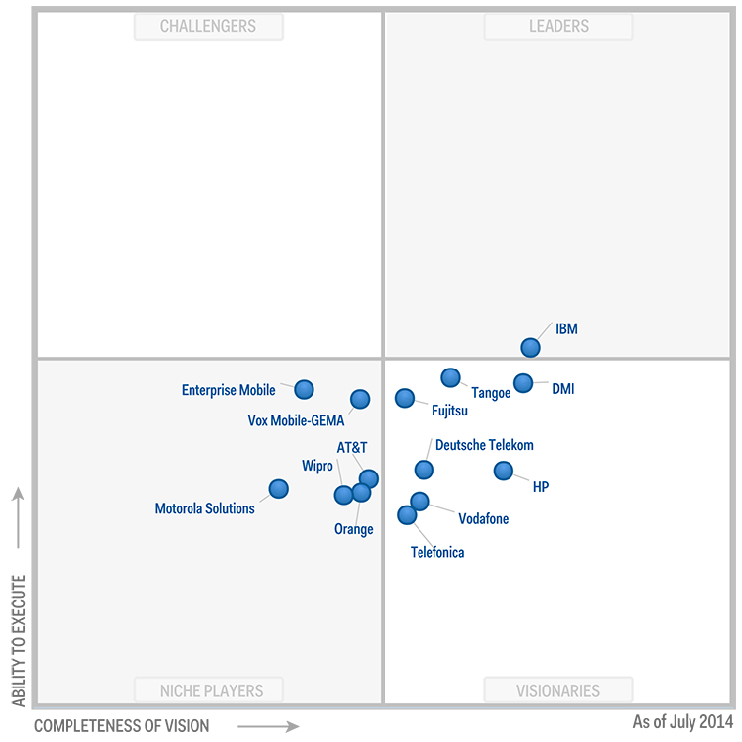 CHALLENGERS
LEADERS
IBM
Enterprise Mobile
Tangoe
DMI
Vox Mobile-GEMA
Fujitsu
AT&T
Deutsche Telekom
Wipro
HP
Motorola Solutions
Vodafone
Orange
Telefonica
ABILITY TO EXECUTE
NICHE PLAYERS
VISIONARIES
COMPLETENESS OF VISION
As of July 2014